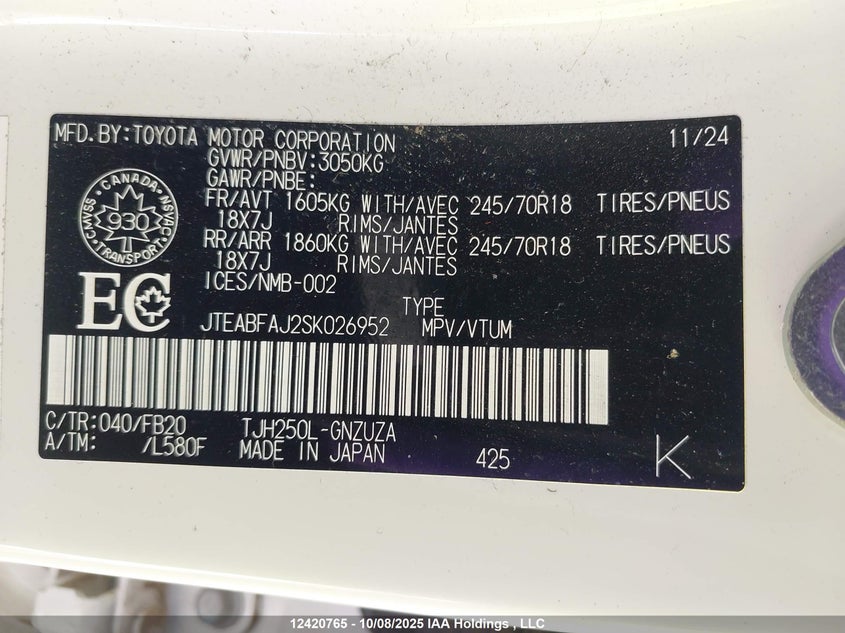 MFD.BY:TOYOTA MOTOR CORPORATION 11/24
GVWR/PNBV:3050KG
GAWR/PNBE:
FR/AVT 1605KG WITH/AVEC 245/70R18 TIRES/PNEUS
18X7J RIMS/JANTES
RR/ARR 1860KG WITH/AVEC 245/70R18 TIRES/PNEUS
18X7J RIMS/JANTES
ICES/NMB-002
CANADA
CMVSS
NSVAC
930
TRANSPORT
EC
TYPE
JTEABFAJ2SK026952 MPV/VTUM
C/TR:040/FB20 TJH250L-GNZUZA
A/TM: /L580F MADE IN JAPAN 425 K
12420765 - 10/08/2025 IAA Holdings , LLC